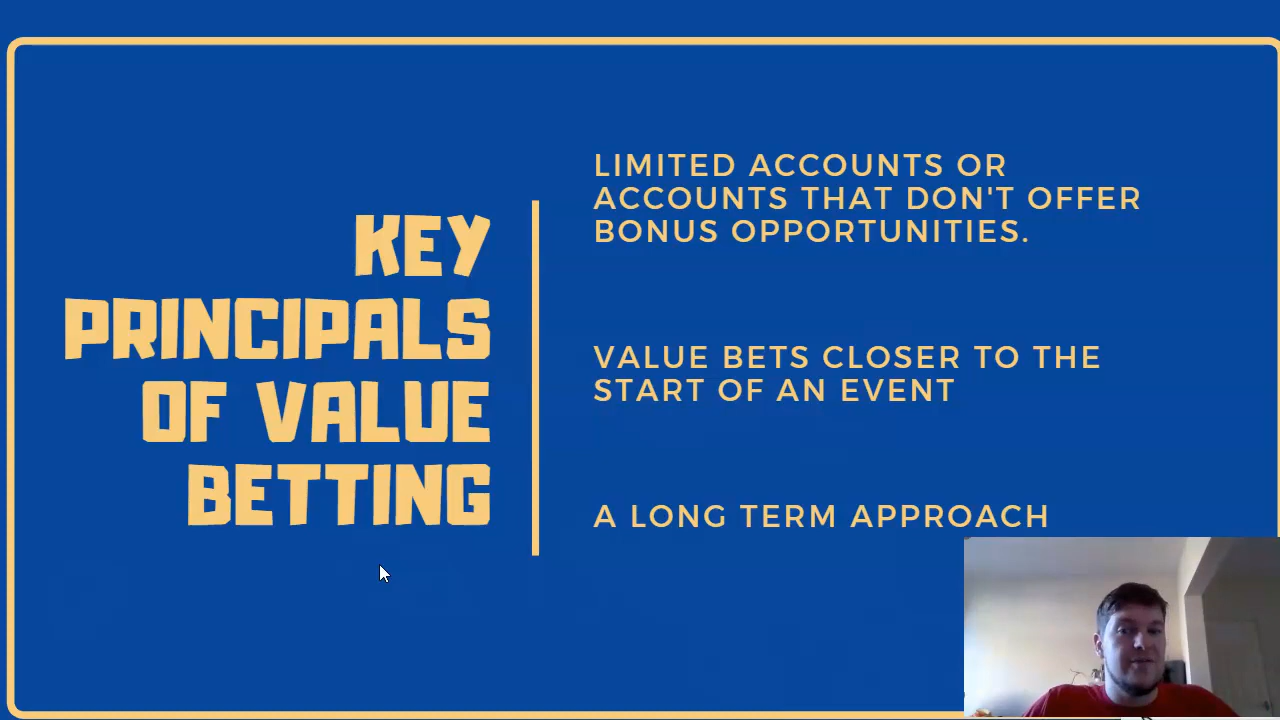 KEY
PRINCIPALS
OF VALUE
BETTING
LIMITED ACCOUNTS OR
ACCOUNTS THAT DON'T OFFER
BONUS OPPORTUNITIES.
VALUE BETS CLOSER TO THE
START OF AN EVENT
A LONG TERM APPROACH